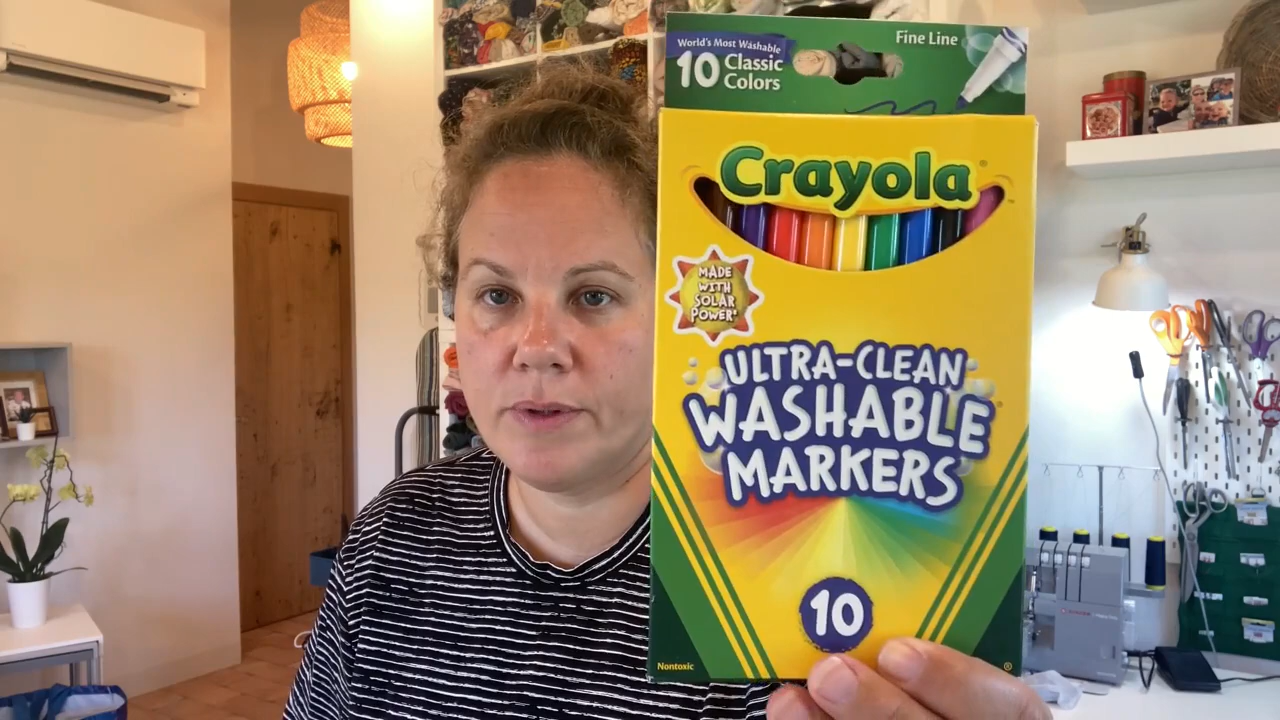 World's Most Washable
10 Classic
Colors
Fine Line
Crayola
MADE
WITH
SOLAR
POWER*
ULTRA-CLEAN
WASHABLE
MARKERS
10
Nontoxic